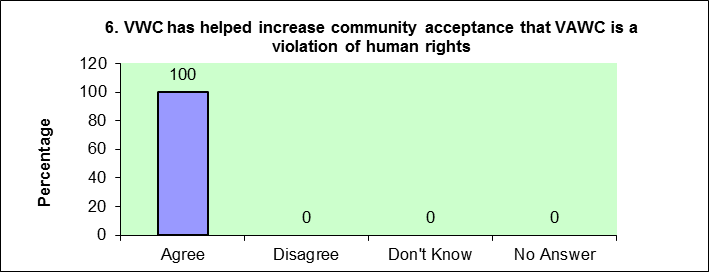 6. VWC has helped increase community acceptance that VAWC is a
violation of human rights
Percentage
120
100
80
60
40
20
0
100
0
0
0
Agree
Disagree
Don't Know
No Answer